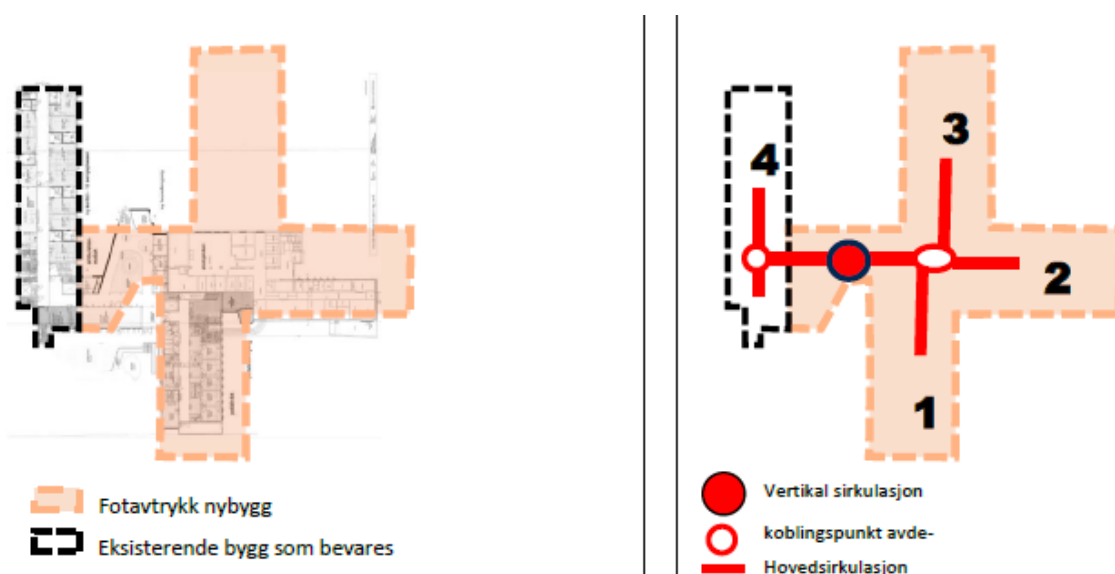 Fotavtrykk nybygg
Eksisterende bygg som bevares
3
4
2
1
Vertikal sirkulasjon
koblingspunkt avde-
Hovedsirkulasjon